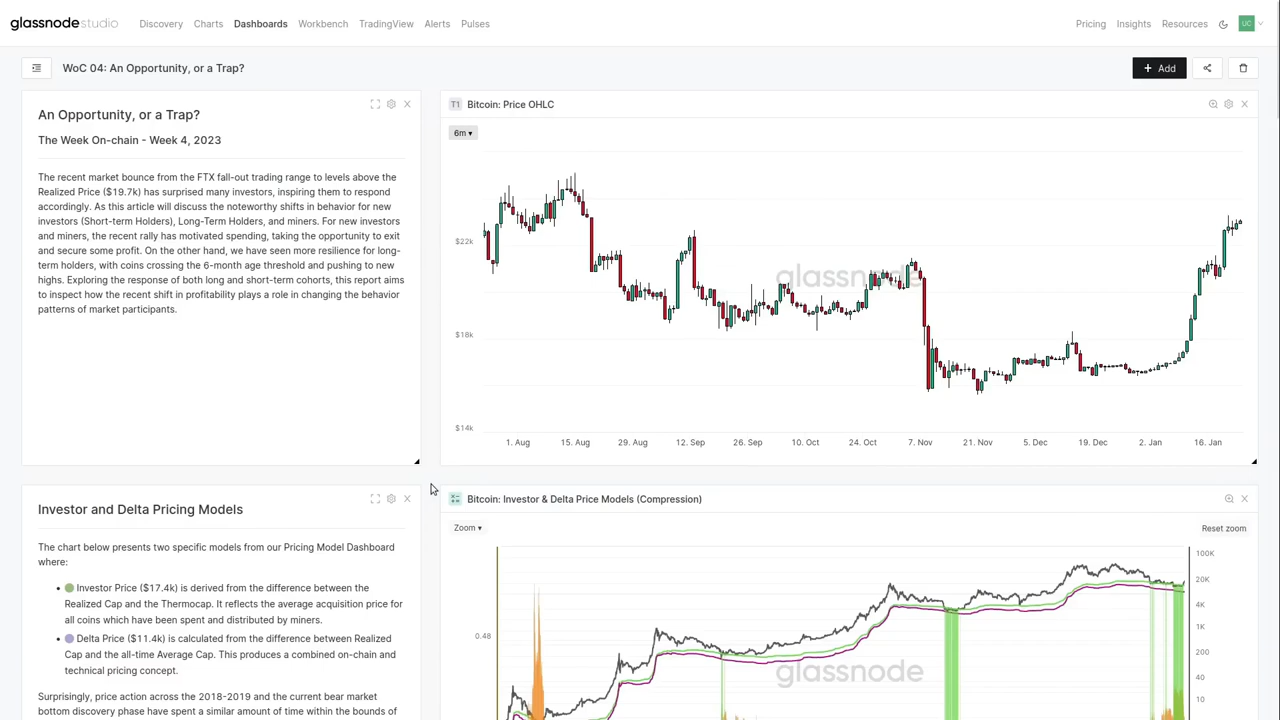 glassnodestudio Discovery Charts Dashboards Workbench TradingView Alerts Pulses Pricing Insights Resources UC
WoC 04: An Opportunity, or a Trap? + Add
An Opportunity, or a Trap?
The Week On-chain - Week 4, 2023
The recent market bounce from the FTX fall-out trading range to levels above the
Realized Price ($19.7k) has surprised many investors, inspiring them to respond
accordingly. As this article will discuss the noteworthy shifts in behavior for new
investors (Short-term Holders), Long-Term Holders, and miners. For new investors
and miners, the recent rally has motivated spending, taking the opportunity to exit
and secure some profit. On the other hand, we have seen more resilience for long-
term holders, with coins crossing the 6-month age threshold and pushing to new
highs. Exploring the response of both long and short-term cohorts, this report aims
to inspect how the recent shift in profitability plays a role in changing the behavior
patterns of market participants.
T1 Bitcoin: Price OHLC
6m ▾
$22k
$18k
$14k
glassnode
1. Aug 15. Aug 29. Aug 12. Sep 26. Sep 10. Oct 24. Oct 7. Nov 21. Nov 5. Dec 19. Dec 2. Jan 16. Jan
Investor and Delta Pricing Models
The chart below presents two specific models from our Pricing Model Dashboard
where:
• Investor Price ($17.4k) is derived from the difference between the
Realized Cap and the Thermocap. It reflects the average acquisition price for
all coins which have been spent and distributed by miners.
• Delta Price ($11.4k) is calculated from the difference between Realized
Cap and the all-time Average Cap. This produces a combined on-chain and
technical pricing concept.
Surprisingly, price action across the 2018-2019 and the current bear market
bottom discovery phase have spent a similar amount of time within the bounds of
Bitcoin: Investor & Delta Price Models (Compression)
Zoom ▾ Reset zoom
0.48
100K
20K
4K
1K
200
40
10
glassnode